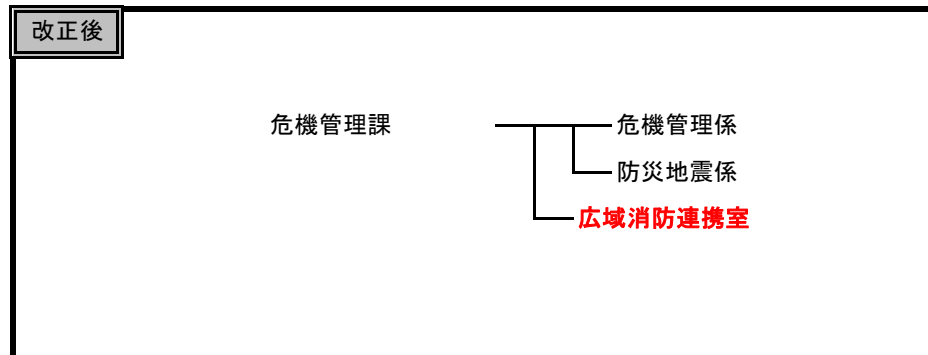 改正後
危機管理課
危機管理係
防災地震係
広域消防連携室